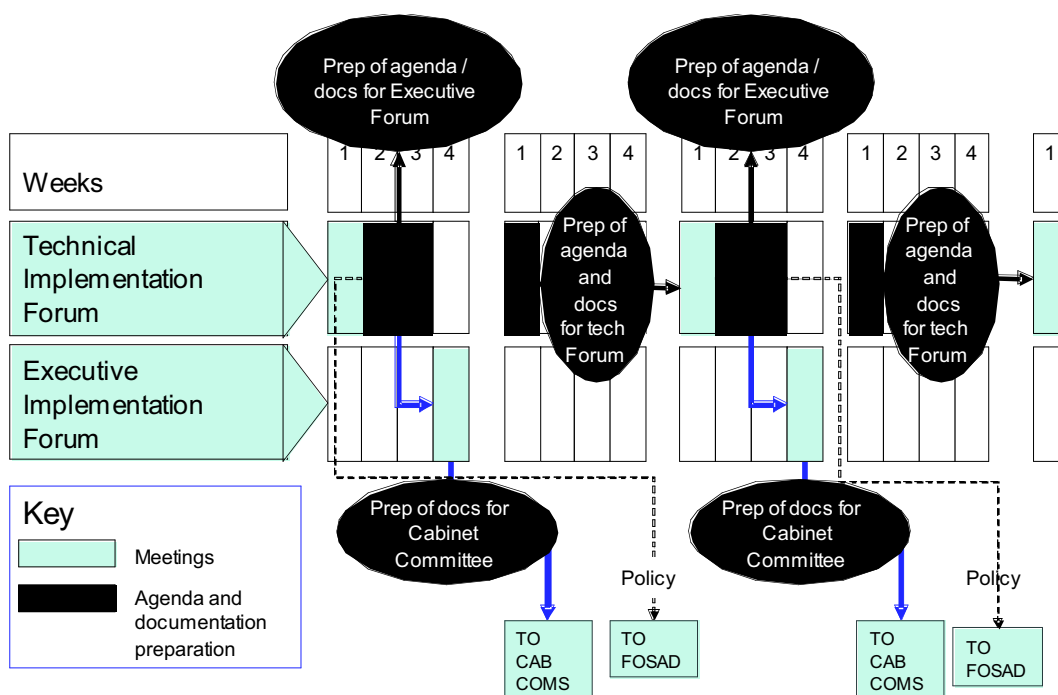 Prep of agenda /
docs for Executive
Forum
Prep of agenda /
docs for Executive
Forum
Weeks
1 2 3 4
1 2 3 4
1 2 3 4
1 2 3 4
1
Technical
Implementation
Forum
Prep of
agenda
and
docs
for tech
Forum
Prep of
agenda
and
docs
for tech
Forum
Executive
Implementation
Forum
Key
Meetings
Agenda and
documentation
preparation
Prep of docs for
Cabinet
Committee
Policy
TO
CAB
COMS
TO
FOSAD
Prep of docs for
Cabinet
Committee
Policy
TO
CAB
COMS
TO
FOSAD